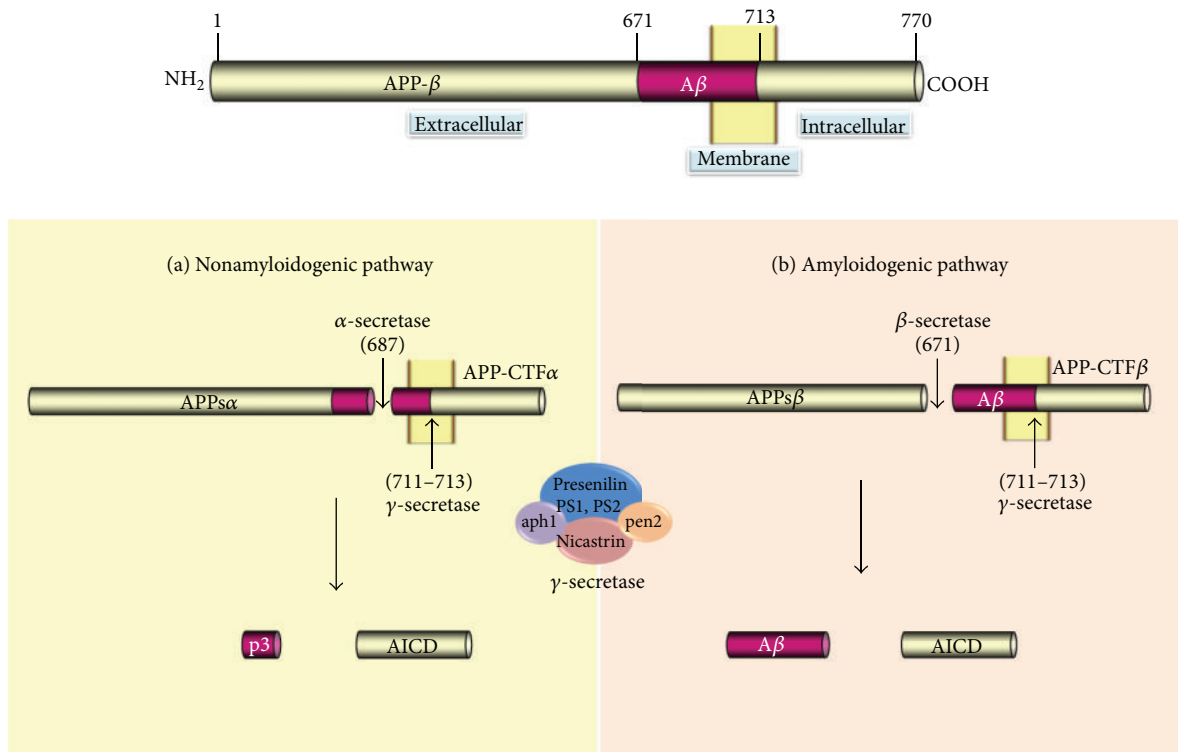 1
671
713
770
NH₂
APP-β
Aβ
COOH
Extracellular
Intracellular
Membrane
(a) Nonamyloidogenic pathway
α-secretase
(687)
APP-CTFα
APPsα
(711–713)
γ-secretase
p3
AICD
Presenilin
PS1, PS2
aph1
pen2
Nicastrin
γ-secretase
(b) Amyloidogenic pathway
β-secretase
(671)
APP-CTFβ
APPsβ
Aβ
(711–713)
γ-secretase
Aβ
AICD